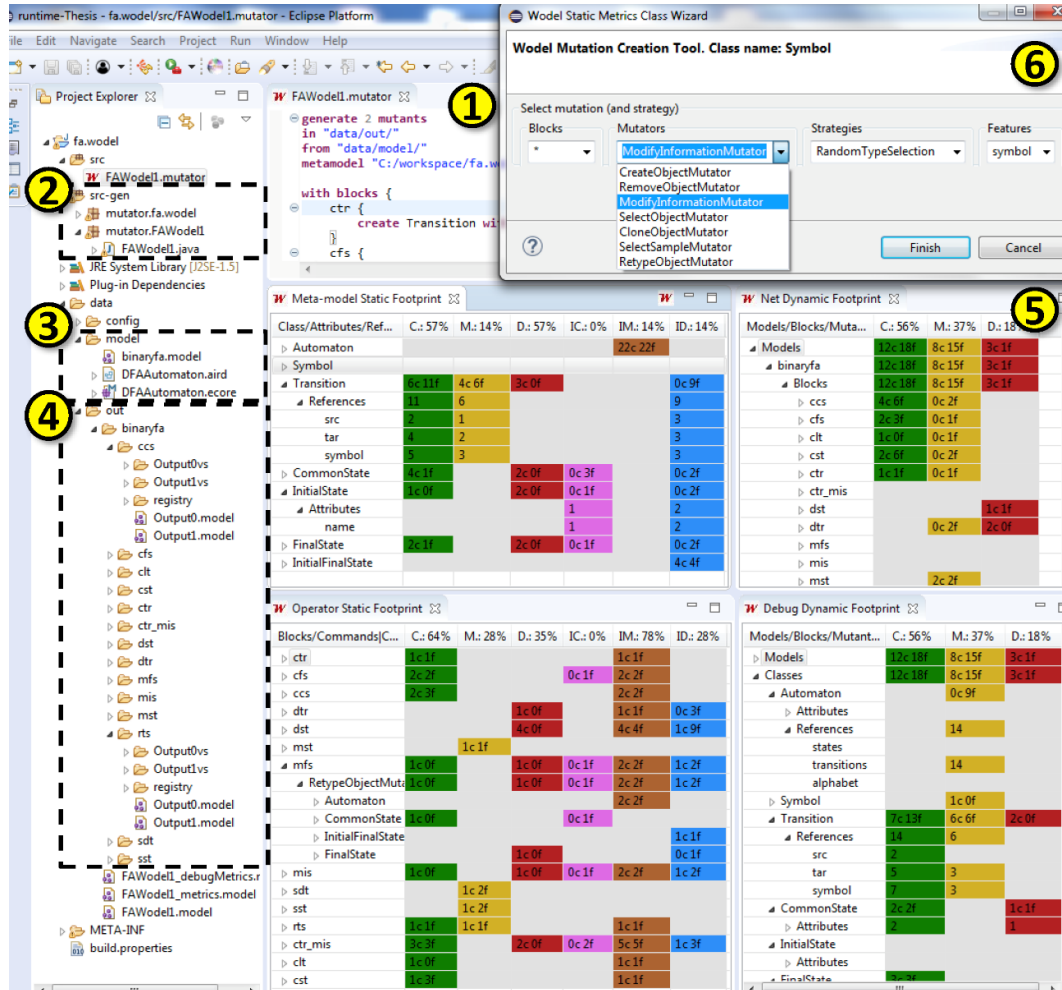 runtime-Thesis - fa.wodel/src/FAWodel1.mutator - Eclipse Platform
File Edit Navigate Search Project Run Window Help
Project Explorer
fa.wodel
src
FAWodel1.mutator
2
src-gen
mutator.fa.wodel
mutator.FAWodel1
FAWodel1.java
JRE System Library [J2SE-1.5]
Plug-in Dependencies
data
config
3
model
binaryfa.model
DFAAutomaton.aird
DFAAutomaton.ecore
4
out
binaryfa
ccs
Output0vs
Output1vs
registry
Output0.model
Output1.model
cfs
clt
cst
ctr
ctr_mis
dst
dtr
mfs
mis
mst
rts
Output0vs
Output1vs
registry
Output0.model
Output1.model
sdt
sst
FAWodel1_debugMetrics.r
FAWodel1_metrics.model
FAWodel1.model
META-INF
build.properties
FAWodel1.mutator
1
generate 2 mutants
in "data/out/"
from "data/model/"
metamodel "C:/workspace/fa.wo
with blocks {
ctr {
create Transition wi
}
cfs {
Wodel Static Metrics Class Wizard
Wodel Mutation Creation Tool. Class name: Symbol
6
Select mutation (and strategy)
Blocks Mutators Strategies Features
* ModifyInformationMutator RandomTypeSelection symbol
CreateObjectMutator
RemoveObjectMutator
ModifyInformationMutator
SelectObjectMutator
CloneObjectMutator
SelectSampleMutator
RetypeObjectMutator
? Finish Cancel
Meta-model Static Footprint
Class/Attributes/Ref... C.: 57% M.: 14% D.: 57% IC.: 0% IM.: 14% ID.: 14%
Automaton 22c 22f
Symbol
Transition 6c 11f 4c 6f 3c 0f 0c 9f
References 11 6 9
src 2 1 3
tar 4 2 3
symbol 5 3 3
CommonState 4c 1f 2c 0f 0c 3f 0c 2f
InitialState 1c 0f 2c 0f 0c 1f 0c 2f
Attributes 1 2
name 1 2
FinalState 2c 1f 2c 0f 0c 1f 0c 2f
InitialFinalState 4c 4f
Net Dynamic Footprint
5
Models/Blocks/Muta... C.: 56% M.: 37% D.: 18%
Models 12c 18f 8c 15f 3c 1f
binaryfa 12c 18f 8c 15f 3c 1f
Blocks 12c 18f 8c 15f 3c 1f
ccs 4c 6f 0c 2f
cfs 2c 3f 0c 1f
clt 1c 0f 0c 1f
cst 2c 6f 0c 2f
ctr 1c 1f 0c 1f
ctr_mis
dst 1c 1f
dtr 0c 2f 2c 0f
mfs
mis
mst 2c 2f
Operator Static Footprint
Blocks/Commands|C... C.: 64% M.: 28% D.: 35% IC.: 0% IM.: 78% ID.: 28%
ctr 1c 1f 1c 1f
cfs 2c 2f 0c 1f 2c 2f
ccs 2c 3f 2c 2f
dtr 1c 0f 1c 1f 0c 3f
dst 4c 0f 4c 4f 1c 9f
mst 1c 1f
mfs 1c 0f 1c 0f 0c 1f 2c 2f 1c 2f
RetypeObjectMuta 1c 0f 1c 0f 0c 1f 2c 2f 1c 2f
Automaton 2c 2f
CommonState 1c 0f 0c 1f
InitialFinalState 1c 1f
FinalState 1c 0f 0c 1f
mis 1c 0f 1c 0f 0c 1f 2c 2f 1c 2f
sdt 1c 2f
sst 1c 2f
rts 1c 1f 1c 1f 1c 1f
ctr_mis 3c 3f 2c 0f 0c 2f 5c 5f 1c 3f
clt 1c 0f 1c 1f
cst 1c 3f 1c 1f
Debug Dynamic Footprint
Models/Blocks/Mutant... C.: 56% M.: 37% D.: 18%
Models 12c 18f 8c 15f 3c 1f
Classes 12c 18f 8c 15f 3c 1f
Automaton 0c 9f
Attributes
References 14
states
transitions 14
alphabet
Symbol 1c 0f
Transition 7c 13f 6c 6f 2c 0f
References 14 6
src 2
tar 5 3
symbol 7 3
CommonState 2c 2f 1c 1f
Attributes 2 1
InitialState
Attributes
FinalState 3c 3f